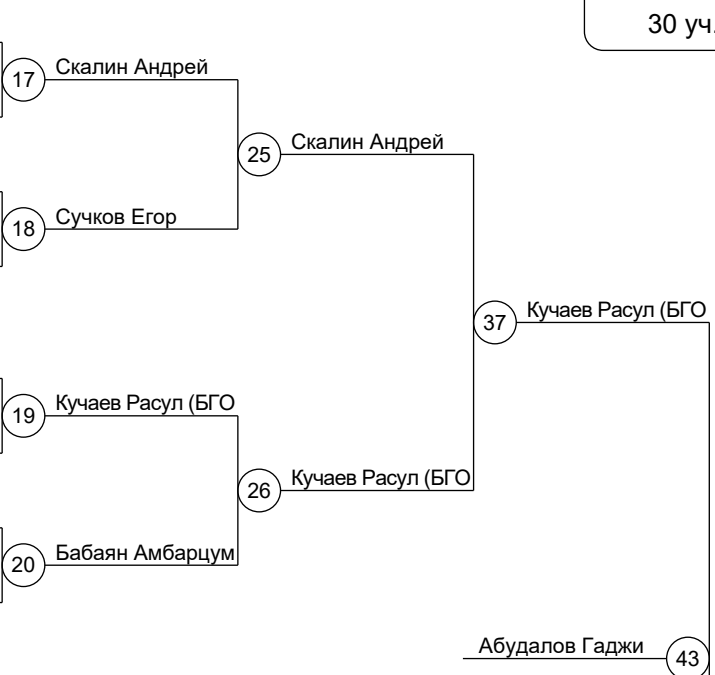 30 уч.
17 Скалин Андрей
25 Скалин Андрей
18 Сучков Егор
37 Кучаев Расул (БГО
19 Кучаев Расул (БГО
26 Кучаев Расул (БГО
20 Бабаян Амбарцум
Абудалов Гаджи 43